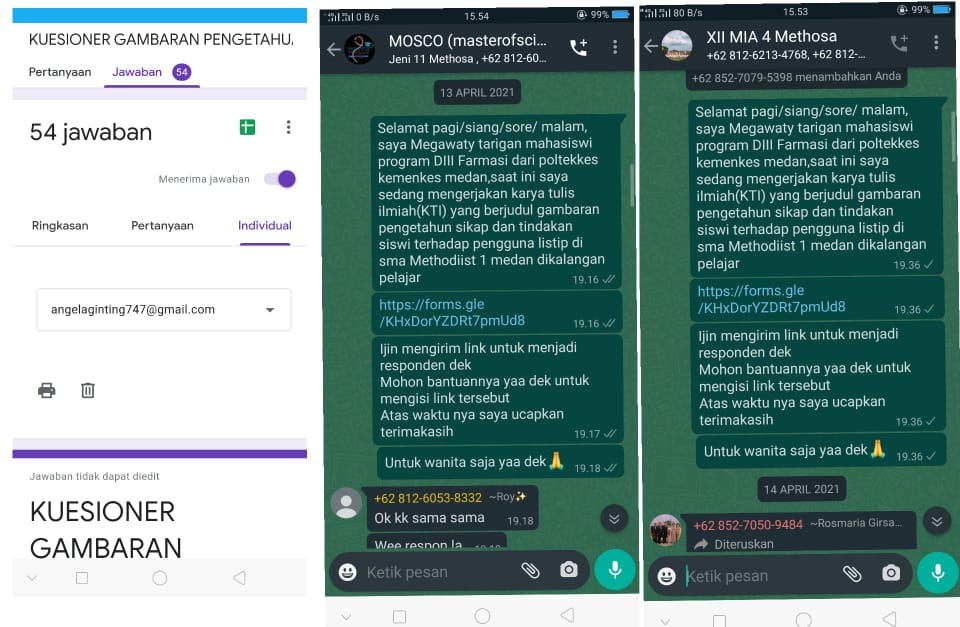 KUESIONER GAMBARAN PENGETAHU
Pertanyaan
Jawaban
54
54 jawaban
Menerima jawaban
Ringkasan
Pertanyaan
Individual
angelaginting747@gmail.com
Jawaban tidak dapat diedit
KUESIONER
GAMBARAN
0 B/s
15.54
99%
MOSCO (masterofsci...
Jeni 11 Methosa , +62 812-60...
13 APRIL 2021
Selamat pagi/siang/sore/ malam,
saya Megawaty tarigan mahasiswi
program DIII Farmasi dari poltekkes
kemenkes medan,saat ini saya
sedang mengerjakan karya tulis
ilmiah(KTI) yang berjudul gambaran
pengetahun sikap dan tindakan
siswi terhadap pengguna listip di
sma Methodiist 1 medan dikalangan
pelajar
19.16
https://forms.gle
/KHxDorYZDRt7pmUd8
19.16
Ijin mengirim link untuk menjadi
responden dek
Mohon bantuannya yaa dek untuk
mengisi link tersebut
Atas waktu nya saya ucapkan
terimakasih
19.17
Untuk wanita saja yaa dek🙏
19.18
+62 812-6053-8332 ~Roy✨
Ok kk sama sama
19.18
Wee respon la
Ketik pesan
80 B/s
15.53
99%
XII MIA 4 Methosa
+62 812-6213-4768, +62 812-...
+62 852-7079-5398 menambahkan Anda
Selamat pagi/siang/sore/ malam,
saya Megawaty tarigan mahasiswi
program DIII Farmasi dari poltekkes
kemenkes medan,saat ini saya
sedang mengerjakan karya tulis
ilmiah(KTI) yang berjudul gambaran
pengetahun sikap dan tindakan
siswi terhadap pengguna listip di
sma Methodiist 1 medan dikalangan
pelajar
19.36
https://forms.gle
/KHxDorYZDRt7pmUd8
19.36
Ijin mengirim link untuk menjadi
responden dek
Mohon bantuannya yaa dek untuk
mengisi link tersebut
Atas waktu nya saya ucapkan
terimakasih
19.36
Untuk wanita saja yaa dek🙏
19.36
14 APRIL 2021
+62 852-7050-9484 ~Rosmaria Girsa...
Diteruskan
Ketik pesan